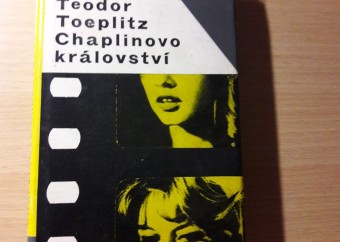 Teodor
Toeplitz
Chaplinovo
království